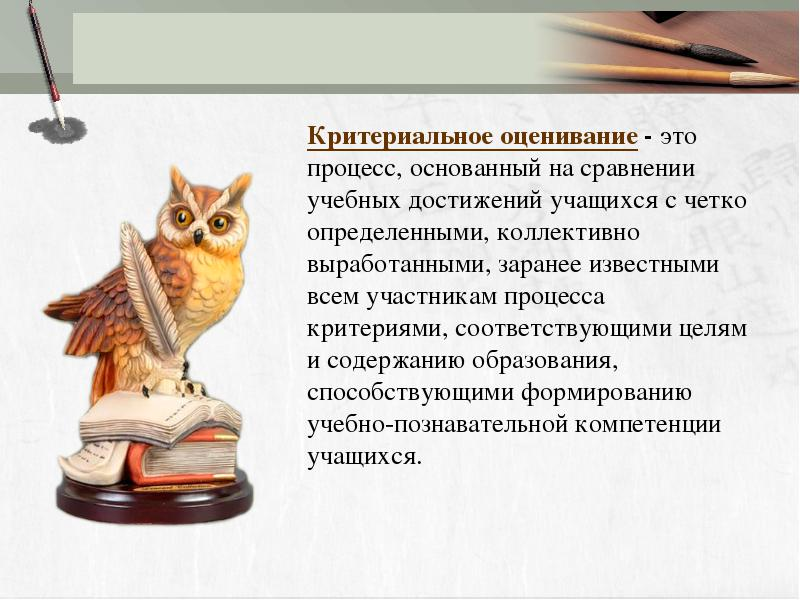 Критериальное оценивание - это
процесс, основанный на сравнении
учебных достижений учащихся с четко
определенными, коллективно
выработанными, заранее известными
всем участникам процесса
критериями, соответствующими целям
и содержанию образования,
способствующими формированию
учебно-познавательной компетенции
учащихся.